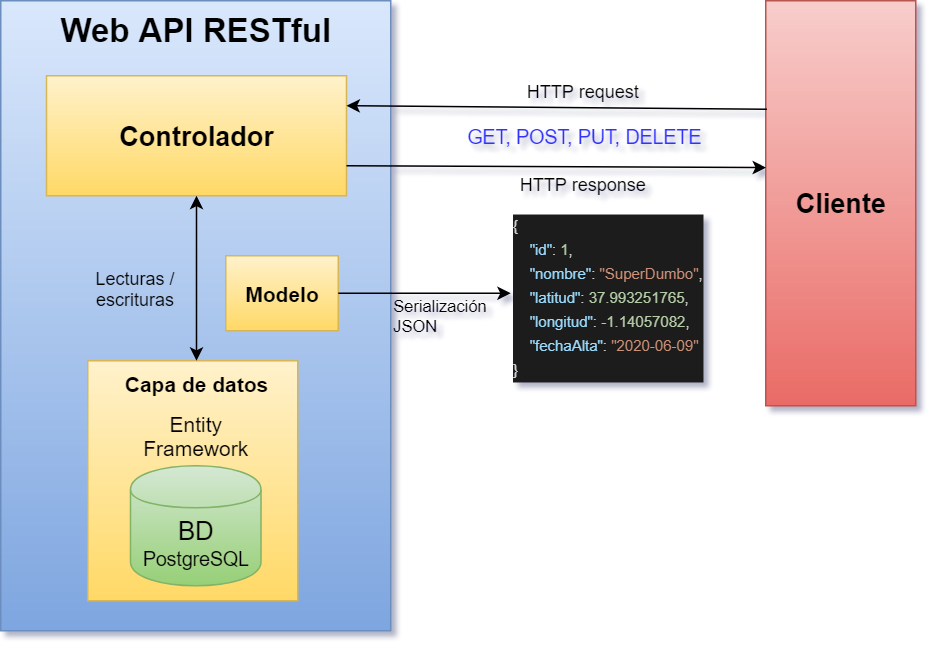 Web API RESTful
Controlador
HTTP request
GET, POST, PUT, DELETE
HTTP response
Cliente
Lecturas /
escrituras
Modelo
Serialización
JSON
{
"id": 1,
"nombre": "SuperDumbo",
"latitud": 37.993251765,
"longitud": -1.14057082,
"fechaAlta": "2020-06-09"
}
Capa de datos
Entity
Framework
BD
PostgreSQL